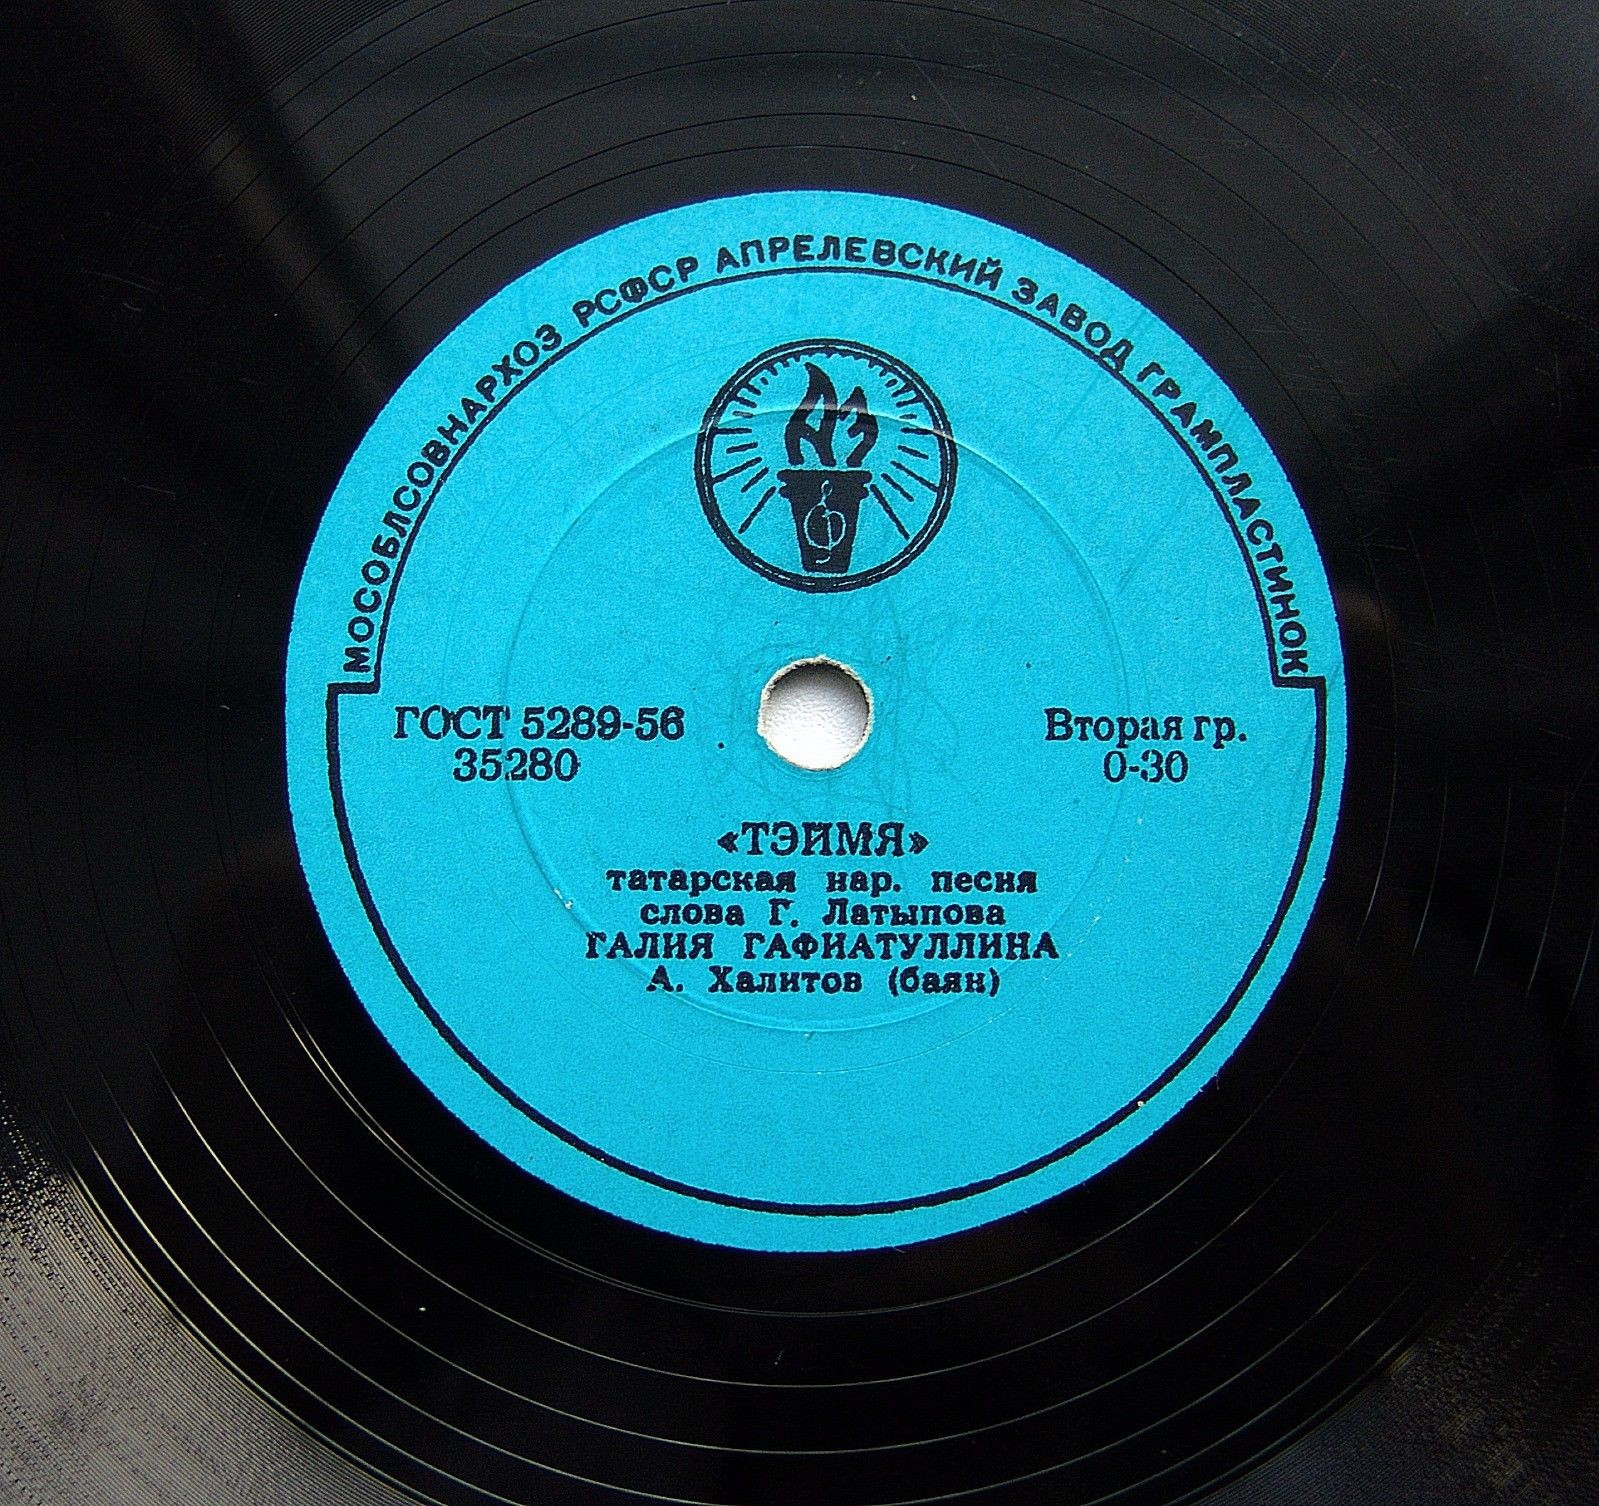 МОСОБЛСОВНАРХОЗ РСФСР АПРЕЛЕВСКИЙ ЗАВОД ГРАМПЛАСТИНОК
ГОСТ 5289-56
35280
Вторая гр.
0-30
«ТЭЙМЯ»
татарская нар. песня
слова Г. Латыпова
ГАЛИЯ ГАФИАТУЛЛИНА
А. Халитов (баян)